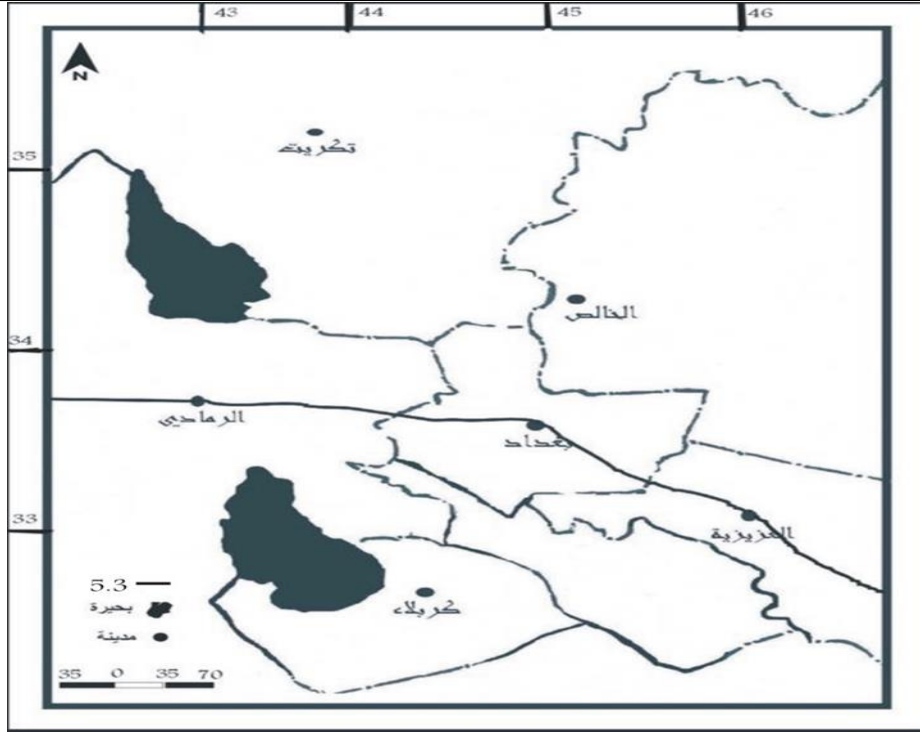 43 44 45 46
N
35
تكريت
34
الخالص
الرمادي
بغداد
33
العزيزية
كربلاء
5.3
بحيرة
مدينة
35 0 35 70